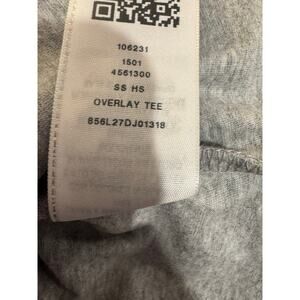 106231
1501
4561300
SS HS
OVERLAY TEE
856L27DJ01318